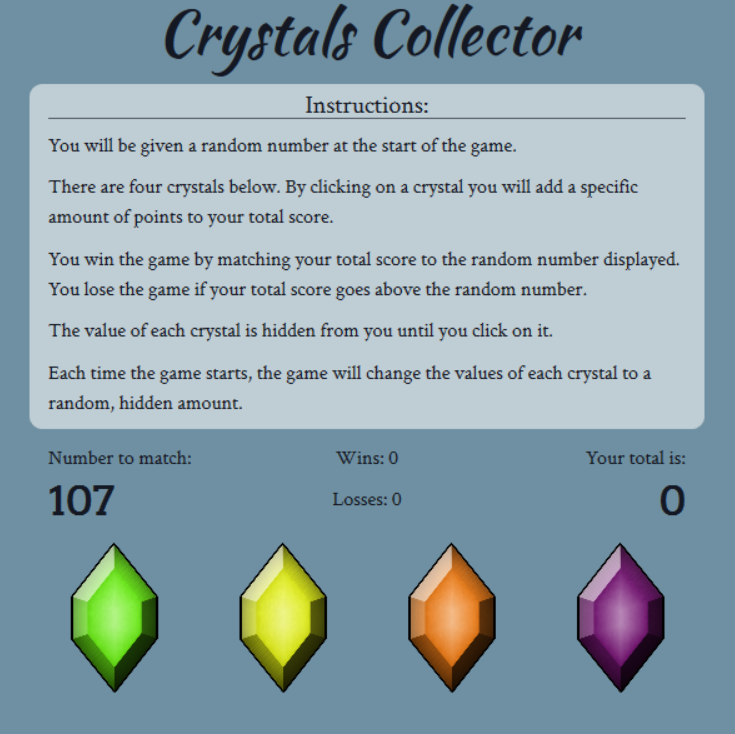 Crystals Collector
Instructions:
You will be given a random number at the start of the game.
There are four crystals below. By clicking on a crystal you will add a specific
amount of points to your total score.
You win the game by matching your total score to the random number displayed.
You lose the game if your total score goes above the random number.
The value of each crystal is hidden from you until you click on it.
Each time the game starts, the game will change the values of each crystal to a
random, hidden amount.
Number to match:
107
Wins: 0
Losses: 0
Your total is:
0